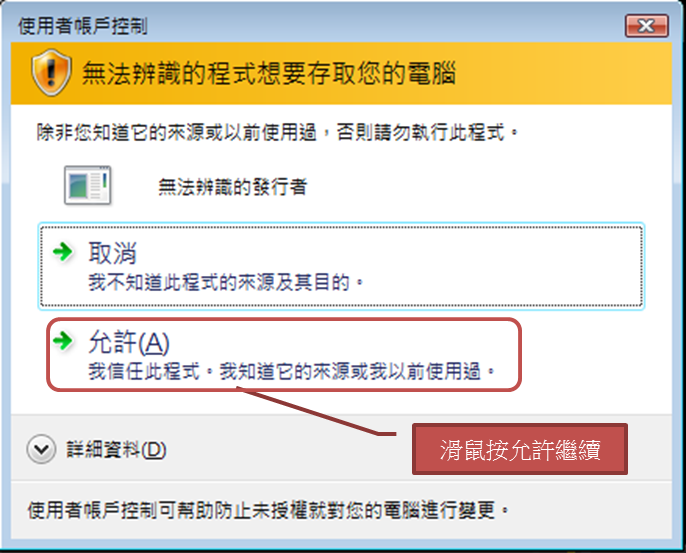 使用者帳戶控制
無法辨識的程式想要存取您的電腦
除非您知道它的來源或以前使用過，否則請勿執行此程式。
無法辨識的發行者
取消
我不知道此程式的來源及其目的。
允許(A)
我信任此程式。我知道它的來源或我以前使用過。
詳細資料(D)
滑鼠按允許繼續
使用者帳戶控制可幫助防止未授權就對您的電腦進行變更。